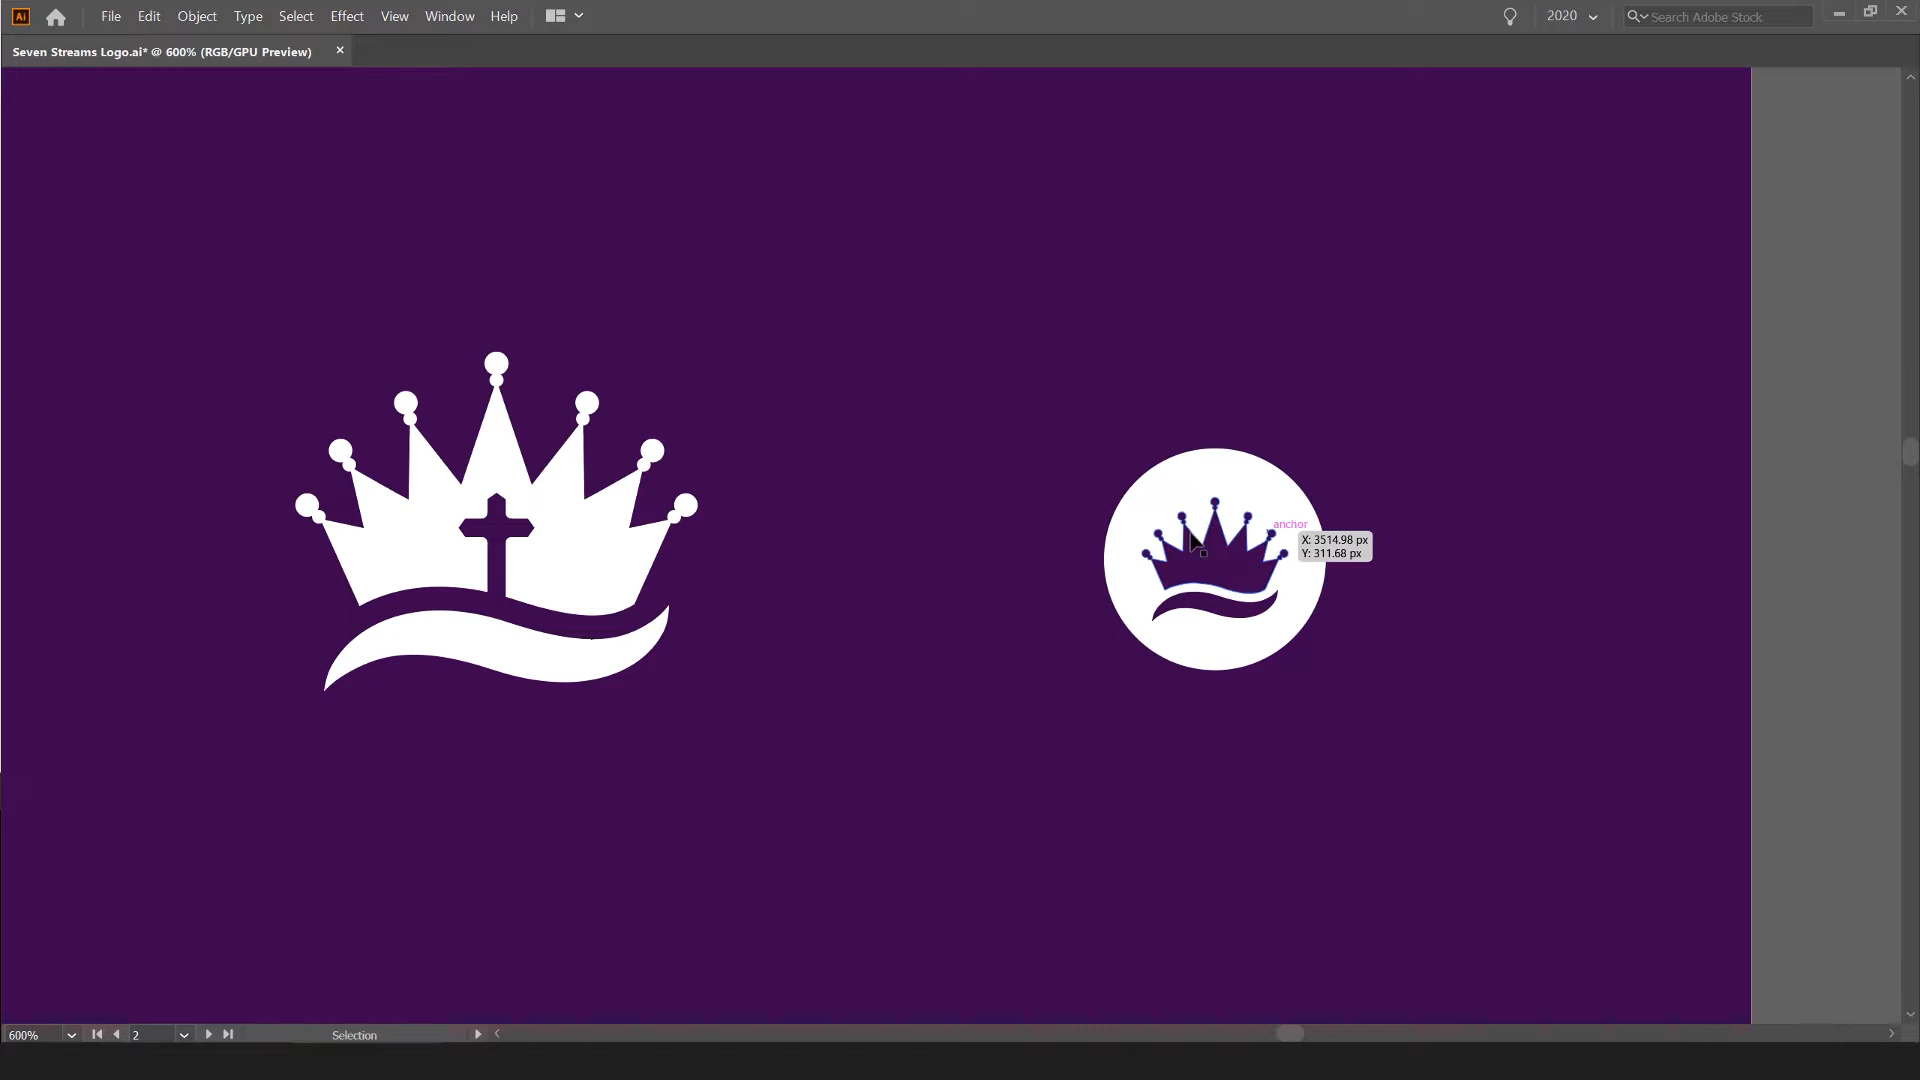 Ai File Edit Object Type Select Effect View Window Help 2020 Search Adobe Stock
Seven Streams Logo.ai* @ 600% (RGB/GPU Preview)
anchor
X: 3514.98 px
Y: 311.68 px
600% 2 Selection